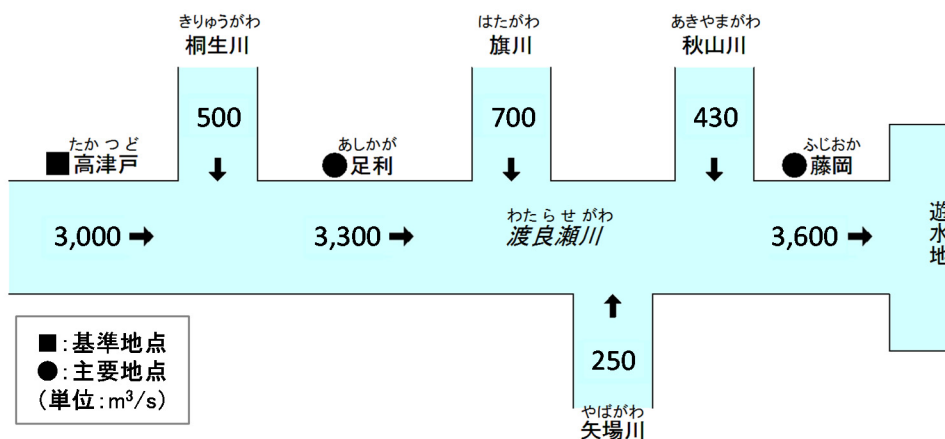 きりゅうがわ
桐生川
はたがわ
旗川
あきやまがわ
秋山川
500
700
430
たかつど
■高津戸
あしかが
●足利
ふじおか
●藤岡
3,000
3,300
わたらせがわ
渡良瀬川
3,600
遊水地
250
やばがわ
矢場川
■:基準地点
●:主要地点
(単位:m³/s)